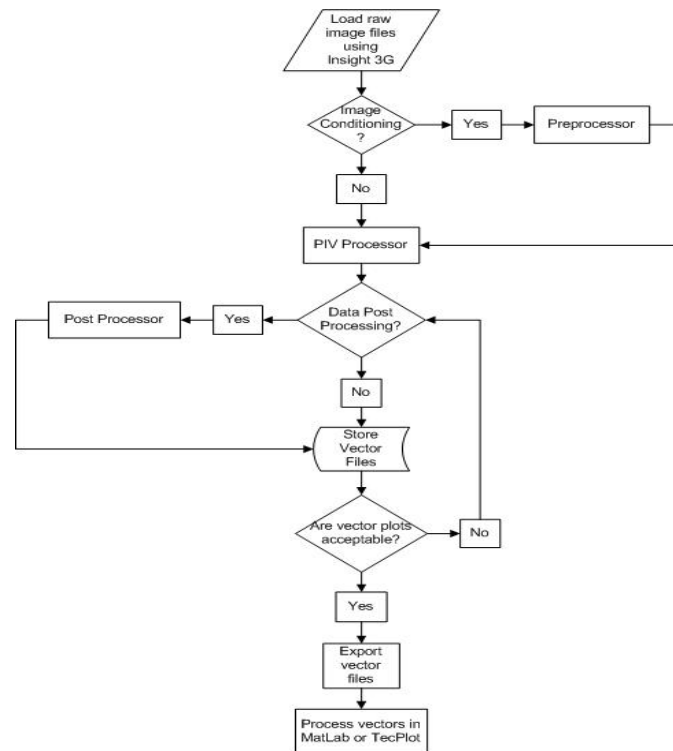 Load raw
image files
using
Insight 3G
Image
Conditioning
?
Yes
Preprocessor
No
PIV Processor
Data Post
Processing?
Yes
Post Processor
No
Store
Vector
Files
Are vector plots
acceptable?
No
Yes
Export
vector
files
Process vectors in
MatLab or TecPlot